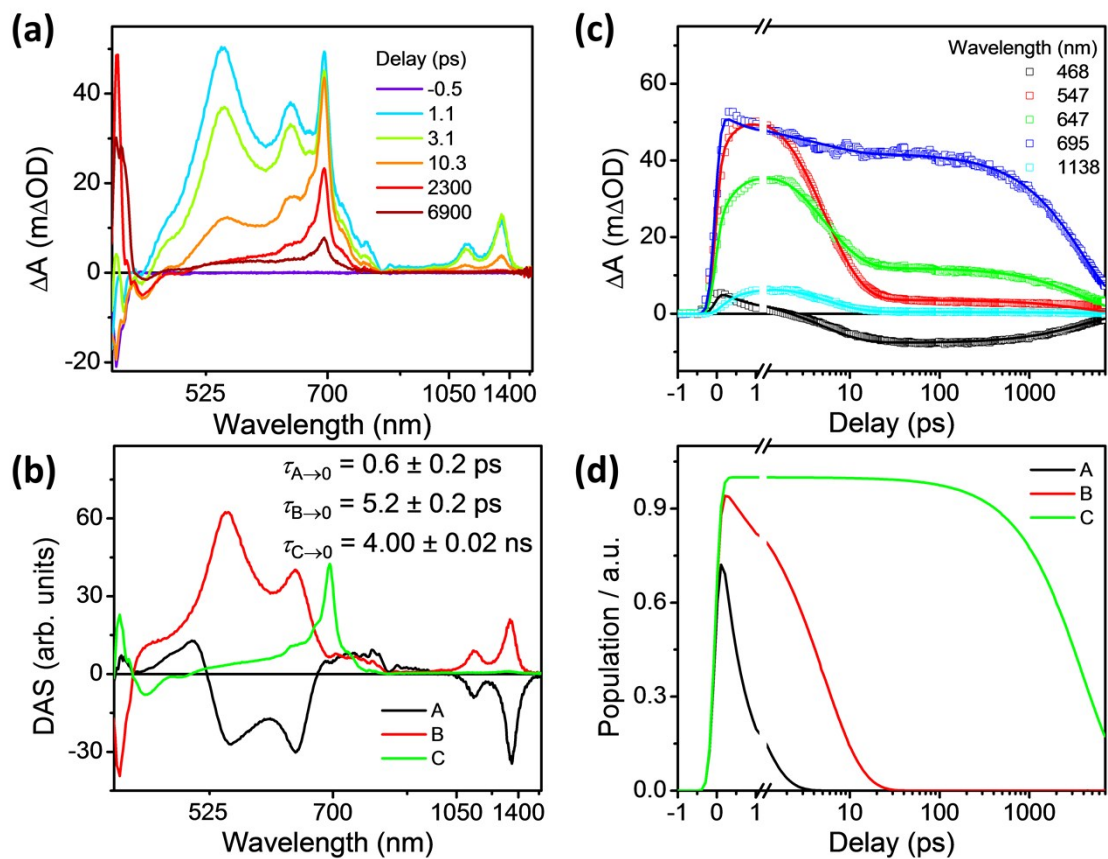 (a)
ΔA (mΔOD)
40
20
0
-20
Delay (ps)
-0.5
1.1
3.1
10.3
2300
6900
525
700
1050
1400
Wavelength (nm)
(c)
ΔA (mΔOD)
60
40
20
0
Wavelength (nm)
468
547
647
695
1138
-1
0
1
10
100
1000
Delay (ps)
(b)
DAS (arb. units)
60
30
0
-30
τA→0 = 0.6 ± 0.2 ps
τB→0 = 5.2 ± 0.2 ps
τC→0 = 4.00 ± 0.02 ns
A
B
C
525
700
1050
1400
Wavelength (nm)
(d)
Population / a.u.
0.9
0.6
0.3
0.0
A
B
C
-1
0
1
10
100
1000
Delay (ps)